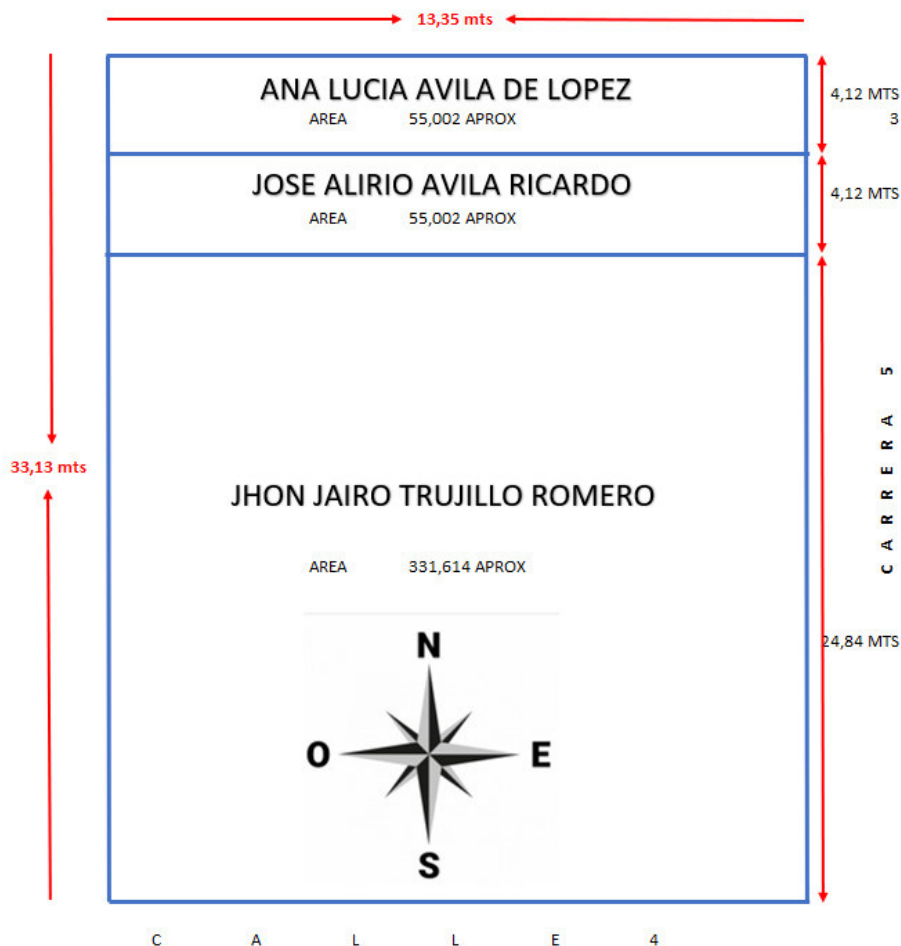 13,35 mts
ANA LUCIA AVILA DE LOPEZ
4,12 MTS
AREA 55,002 APROX
3
JOSE ALIRIO AVILA RICARDO
4,12 MTS
AREA 55,002 APROX
CARRERA 5
33,13 mts
JHON JAIRO TRUJILLO ROMERO
AREA 331,614 APROX
24,84 MTS
N
O E
S
C A L L E 4